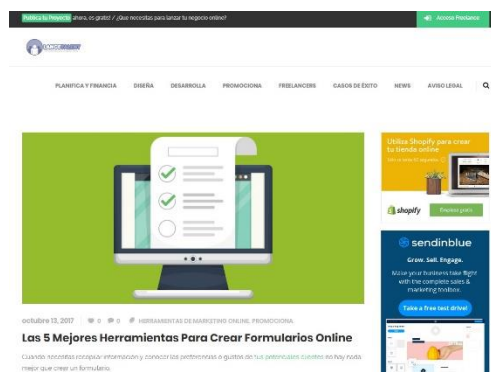 Publica tu Proyecto ahora, es gratis! / ¿Que necesitas para lanzar tu negocio online?
Acceso Freelance
PLANIFICA Y FINANCIA DISEÑA DESARROLLA PROMOCIONA FREELANCERS CASOS DE ÉXITO NEWS AVISO LEGAL
Utiliza Shopify para crear
tu tienda online
shopify
Empieza gratis
sendinblue
Grow. Sell. Engage.
Make your business take flight
with the complete sales &
marketing toolbox.
Take a free test drive!
octubre 13, 2017 0 0 HERRAMIENTAS DE MARKETING ONLINE, PROMOCIONA
Las 5 Mejores Herramientas Para Crear Formularios Online
Cuando necesitas recopilar información y conocer las preferencias o gustos de tus potenciales clientes no hay nada
mejor que crear un formulario.